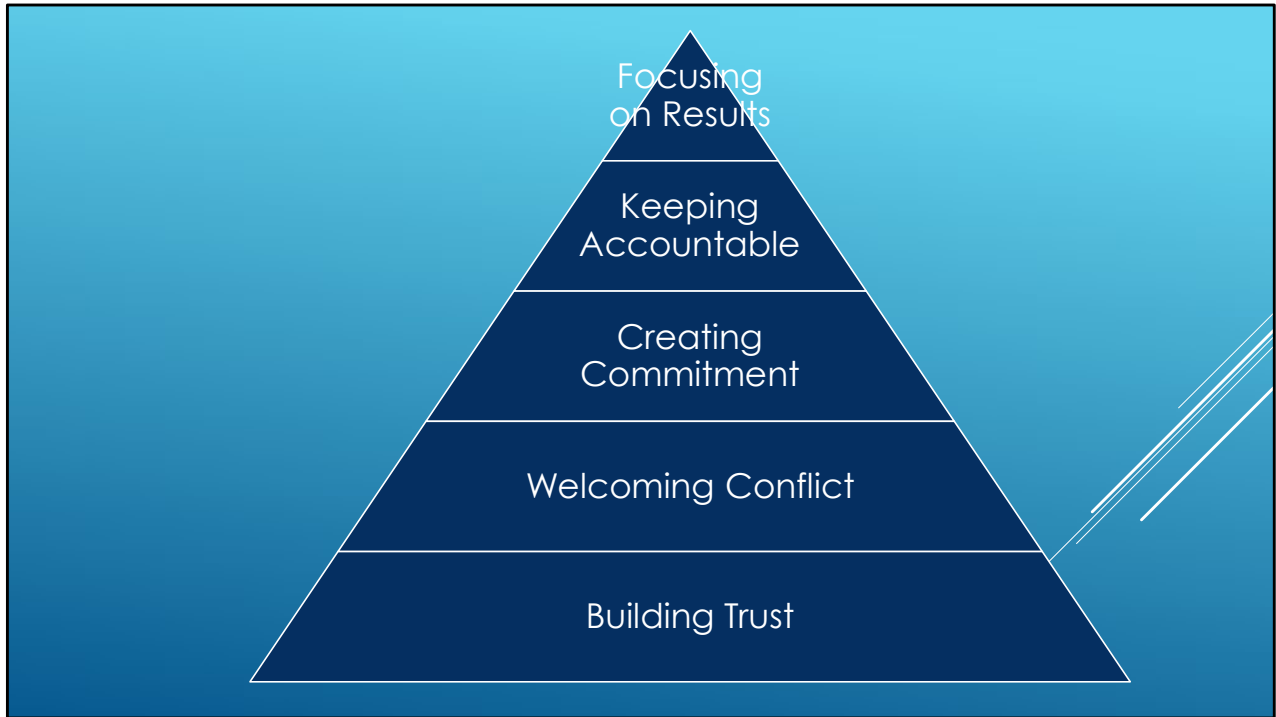 Focusing
on Results
Keeping
Accountable
Creating
Commitment
Welcoming Conflict
Building Trust